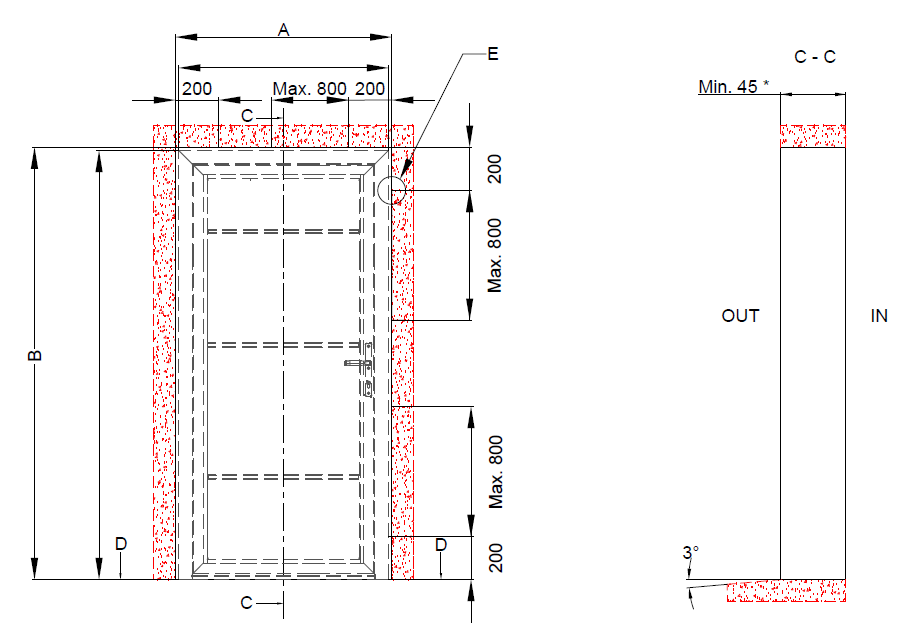 A
E
C - C
200 Max. 800 200
Min. 45 *
C
200
Max. 800
OUT
IN
B
Max. 800
D
D
200
3°
C